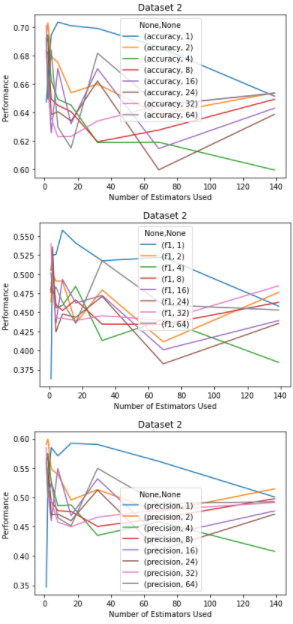 Dataset 2
None,None
(accuracy, 1)
(accuracy, 2)
(accuracy, 4)
(accuracy, 8)
(accuracy, 16)
(accuracy, 24)
(accuracy, 32)
(accuracy, 64)
0.70
0.68
0.66
0.64
0.62
0.60
Performance
0 20 40 60 80 100 120 140
Number of Estimators Used
Dataset 2
None,None
(f1, 1)
(f1, 2)
(f1, 4)
(f1, 8)
(f1, 16)
(f1, 24)
(f1, 32)
(f1, 64)
0.550
0.525
0.500
0.475
0.450
0.425
0.400
0.375
Performance
0 20 40 60 80 100 120 140
Number of Estimators Used
Dataset 2
None,None
(precision, 1)
(precision, 2)
(precision, 4)
(precision, 8)
(precision, 16)
(precision, 24)
(precision, 32)
(precision, 64)
0.60
0.55
0.50
0.45
0.40
0.35
Performance
0 20 40 60 80 100 120 140
Number of Estimators Used